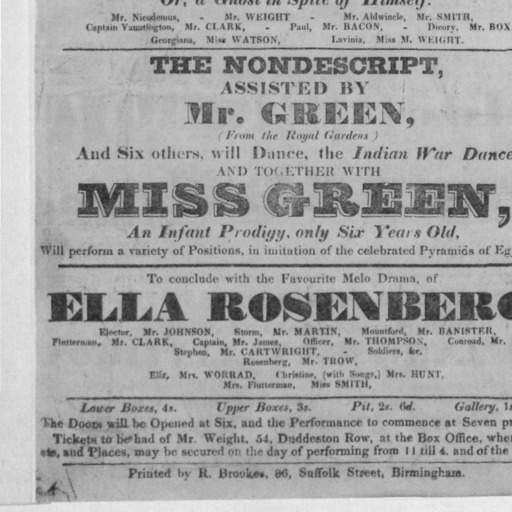 Or, a Ghost in Spite of Himself.
Mr. Nicodemus, - Mr. WEIGHT - Mr. Aldwincle, Mr. SMITH,
Captain Vauntington, Mr. CLARK, - Paul, Mr. BACON, - Dicory, Mr. BOX
Georgiana, Miss WATSON, Lavinia, Miss M. WEIGHT.
THE NONDESCRIPT,
ASSISTED BY
Mr. GREEN,
(From the Royal Gardens)
And Six others, will Dance, the Indian War Dance
AND TOGETHER WITH
MISS GREEN,
An Infant Prodigy, only Six Years Old,
Will perform a variety of Positions, in imitation of the celebrated Pyramids of Eg
To conclude with the Favourite Melo Drama, of
ELLA ROSENBERG
Elector, Mr. JOHNSON, Storm, Mr. MARTIN, Mountford, Mr. BANISTER,
Flutterman, Mr. CLARK, Captain, Mr. James, Officer, Mr. THOMPSON, Conrad, Mr.
Stephen, Mr. CARTWRIGHT, - Soldiers, &c.
Rosenberg, Mr. TROW,
Ella, Mrs. WORRAD, Christine, (with Songs,) Mrs. HUNT,
Mrs. Flutterman, Miss SMITH,
Lower Boxes, 4s. Upper Boxes, 3s. Pit, 2s. 6d. Gallery, 1s
The Doors will be Opened at Six, and the Performance to commence at Seven pr
Tickets to be had of Mr. Weight, 54, Duddeston Row, at the Box Office, whe
and Places, may be secured on the day of performing from 11 till 4. and of the
Printed by R. Brookes, 86, Suffolk Street, Birmingham.